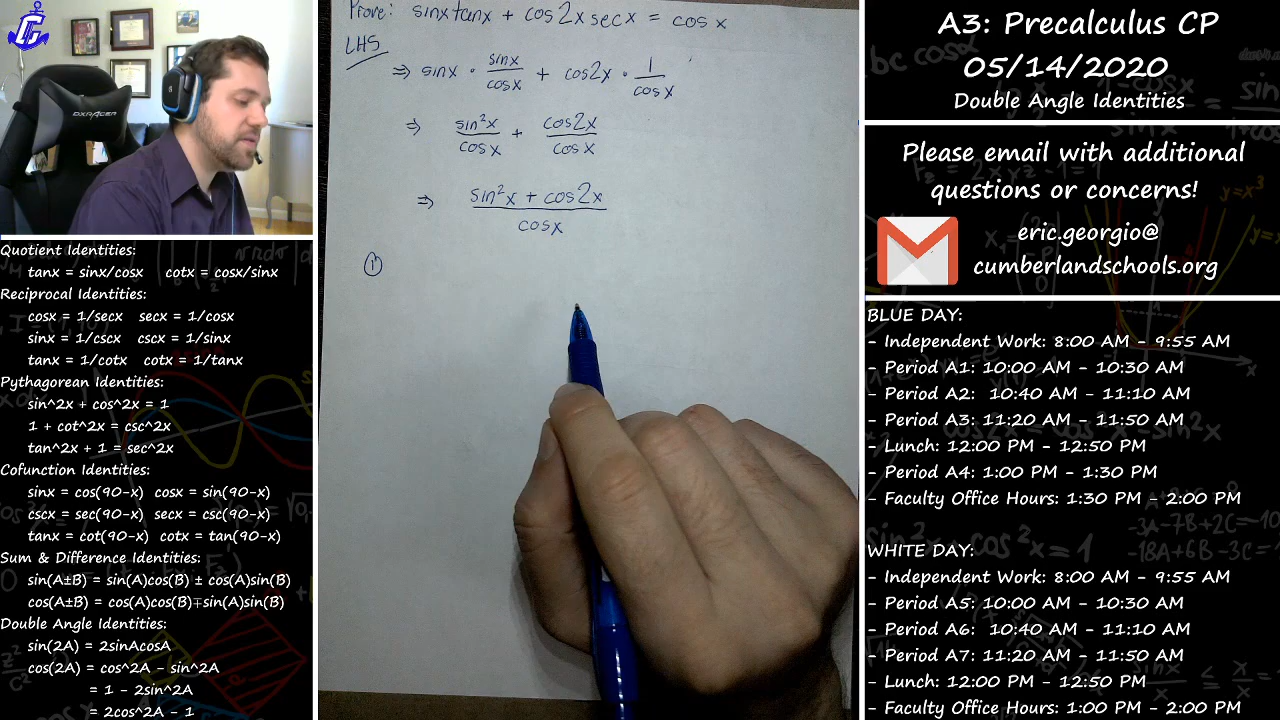 Prove: sinx tanx + cos2x secx = cosx
LHS
⇒ sinx · sinx/cosx + cos2x · 1/cosx
⇒ sin²x/cosx + cos2x/cosx
⇒ (sin²x + cos2x)/cosx
①
DXRACER
Quotient Identities:
tanx = sinx/cosx cotx = cosx/sinx
Reciprocal Identities:
cosx = 1/secx secx = 1/cosx
sinx = 1/cscx cscx = 1/sinx
tanx = 1/cotx cotx = 1/tanx
Pythagorean Identities:
sin^2x + cos^2x = 1
1 + cot^2x = csc^2x
tan^2x + 1 = sec^2x
Cofunction Identities:
sinx = cos(90-x) cosx = sin(90-x)
cscx = sec(90-x) secx = csc(90-x)
tanx = cot(90-x) cotx = tan(90-x)
Sum & Difference Identities:
sin(A±B) = sin(A)cos(B) ± cos(A)sin(B)
cos(A±B) = cos(A)cos(B)∓sin(A)sin(B)
Double Angle Identities:
sin(2A) = 2sinAcosA
cos(2A) = cos^2A - sin^2A
= 1 - 2sin^2A
= 2cos^2A - 1
A3: Precalculus CP
05/14/2020
Double Angle Identities
Please email with additional
questions or concerns!
eric.georgio@
cumberlandschools.org
BLUE DAY:
- Independent Work: 8:00 AM - 9:55 AM
- Period A1: 10:00 AM - 10:30 AM
- Period A2: 10:40 AM - 11:10 AM
- Period A3: 11:20 AM - 11:50 AM
- Lunch: 12:00 PM - 12:50 PM
- Period A4: 1:00 PM - 1:30 PM
- Faculty Office Hours: 1:30 PM - 2:00 PM
WHITE DAY:
- Independent Work: 8:00 AM - 9:55 AM
- Period A5: 10:00 AM - 10:30 AM
- Period A6: 10:40 AM - 11:10 AM
- Period A7: 11:20 AM - 11:50 AM
- Lunch: 12:00 PM - 12:50 PM
- Faculty Office Hours: 1:00 PM - 2:00 PM